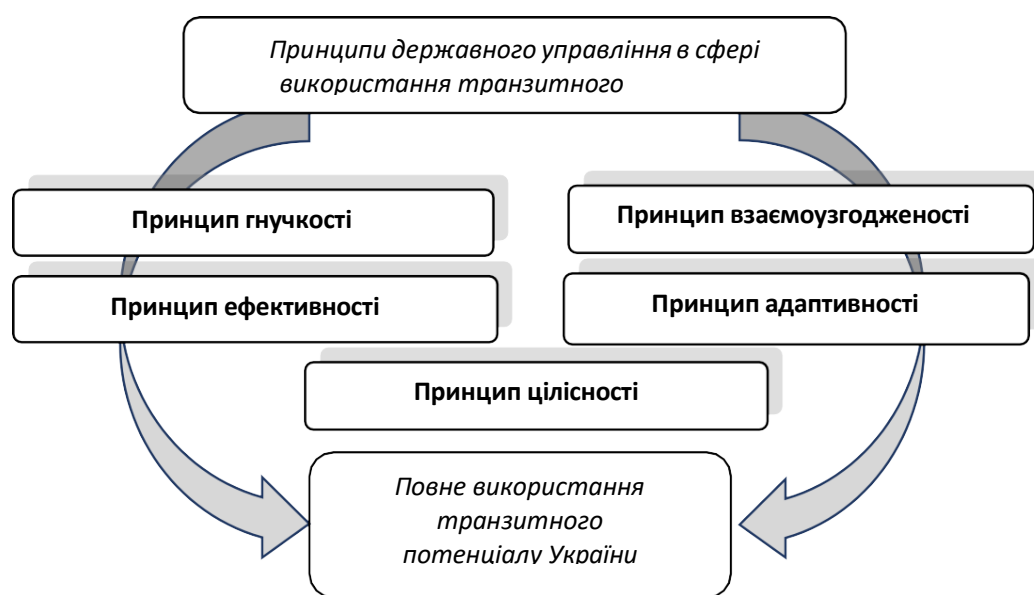 Принципи державного управління в сфері
використання транзитного
Принцип гнучкості
Принцип взаємоузгодженості
Принцип ефективності
Принцип адаптивності
Принцип цілісності
Повне використання
транзитного
потенціалу України